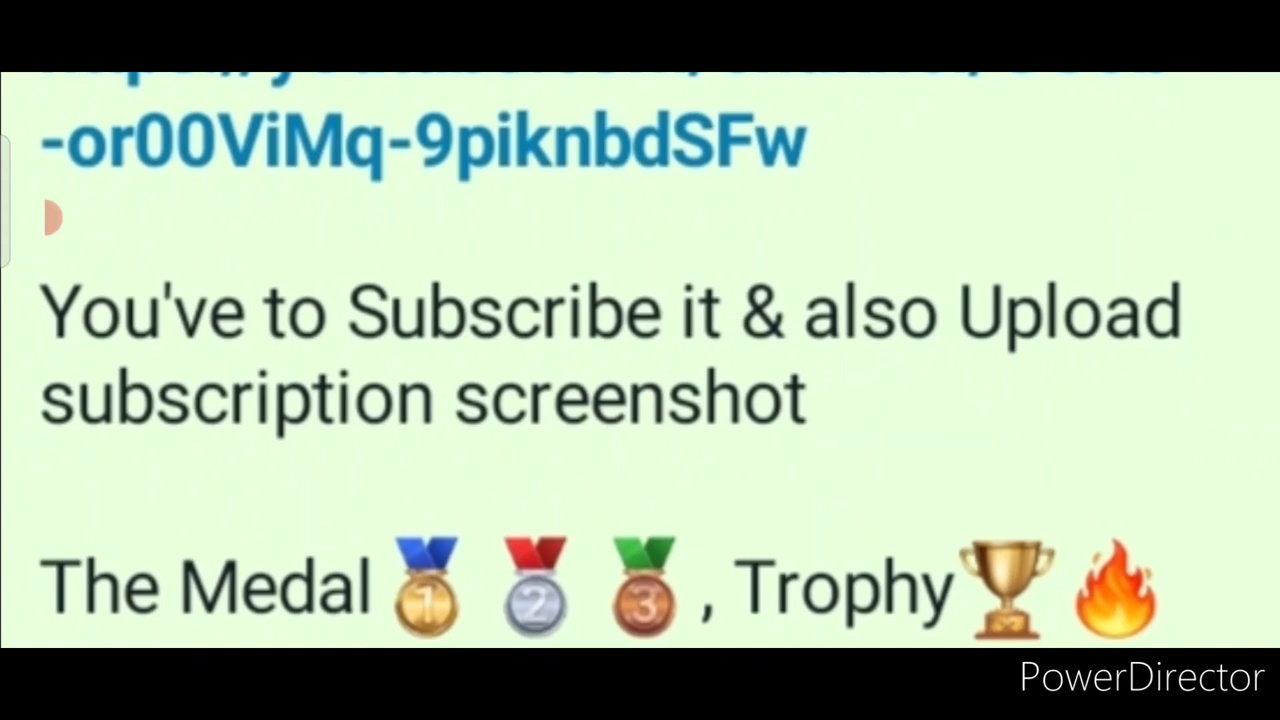 -or00ViMq-9piknbdSFw
You've to Subscribe it & also Upload
subscription screenshot
The Medal🥇 🥈 🥉 , Trophy🏆🔥
PowerDirector